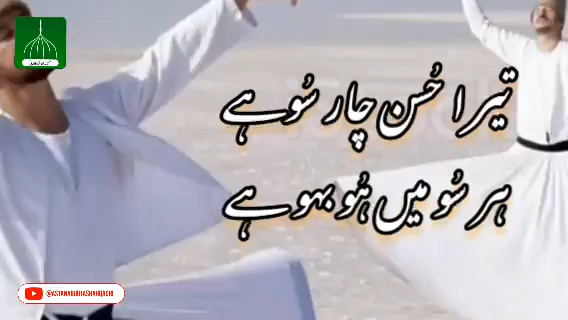 تیرا حُسن چار سُو ہے
ہر سُو میں ہُو بہو ہے